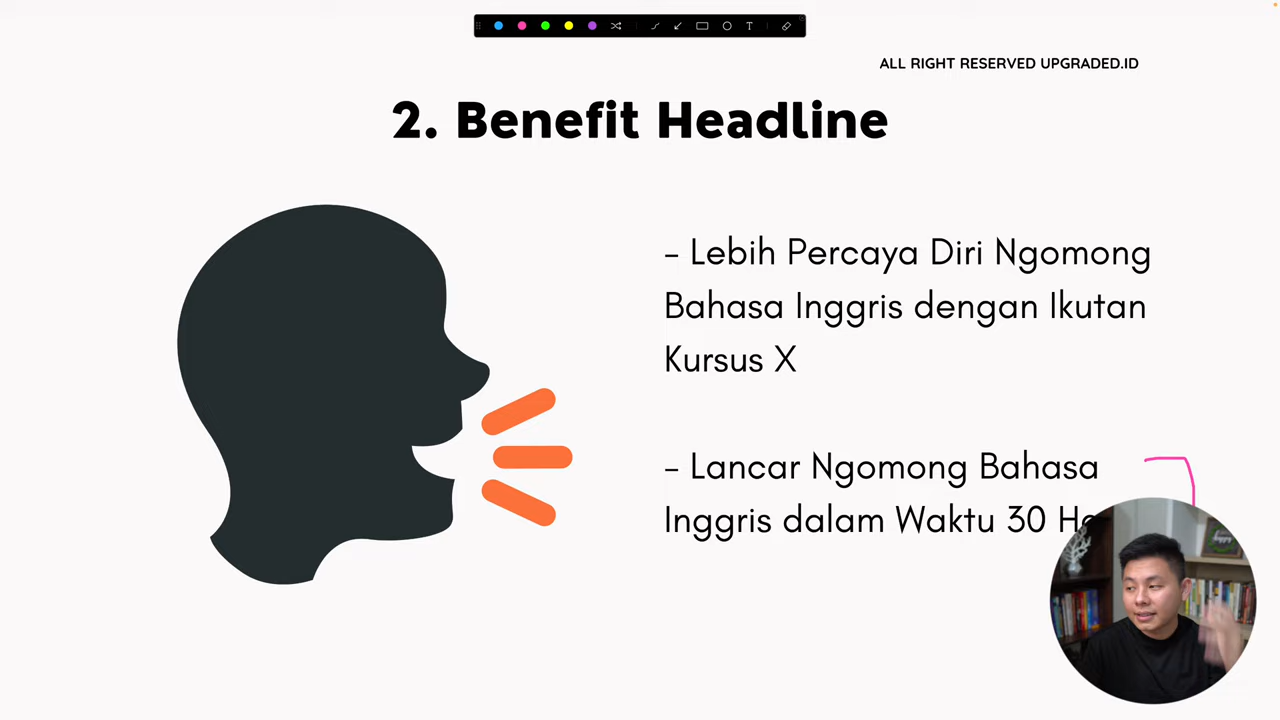 T
ALL RIGHT RESERVED UPGRADED.ID
2. Benefit Headline
- Lebih Percaya Diri Ngomong
Bahasa Inggris dengan Ikutan
Kursus X
- Lancar Ngomong Bahasa
Inggris dalam Waktu 30